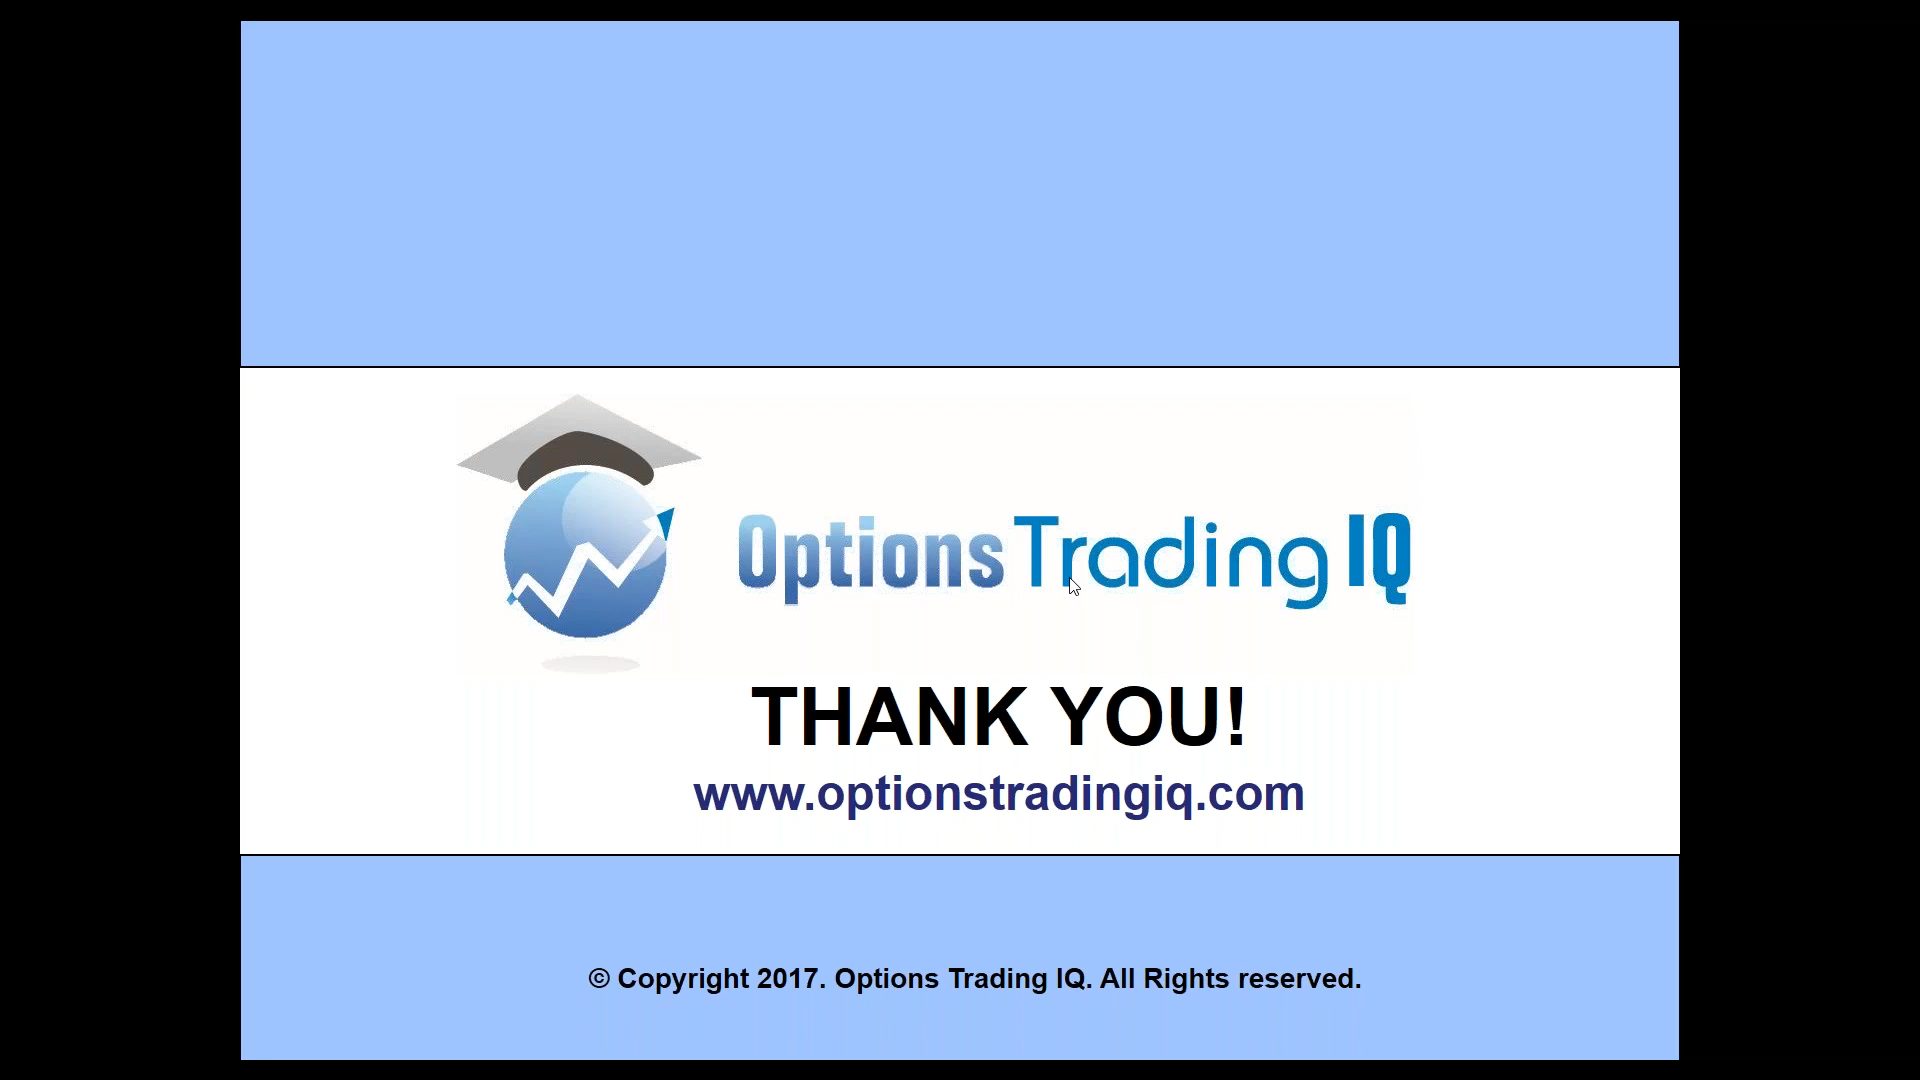 Options Trading IQ
THANK YOU!
www.optionstradingiq.com
© Copyright 2017. Options Trading IQ. All Rights reserved.